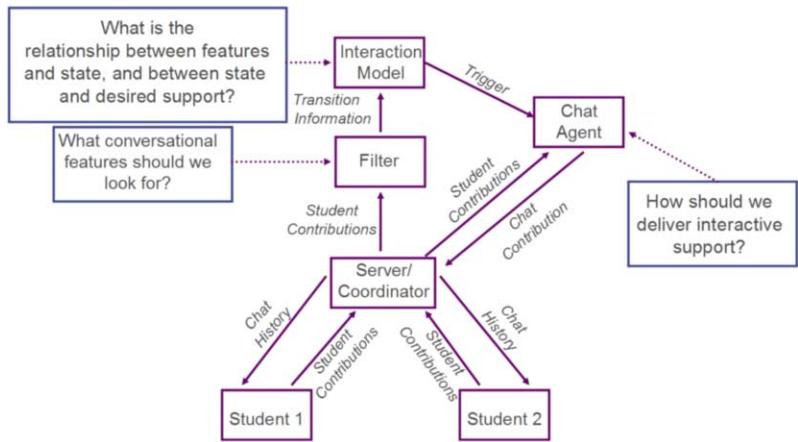 What is the
relationship between features
and state, and between state
and desired support?
Interaction
Model
Trigger
Transition
Information
Chat
Agent
What conversational
features should we
look for?
Filter
Student
Contributions
Chat
Contribution
How should we
deliver interactive
support?
Student
Contributions
Server/
Coordinator
Chat
History
Student
Contributions
Student
Contributions
Chat
History
Student 1
Student 2